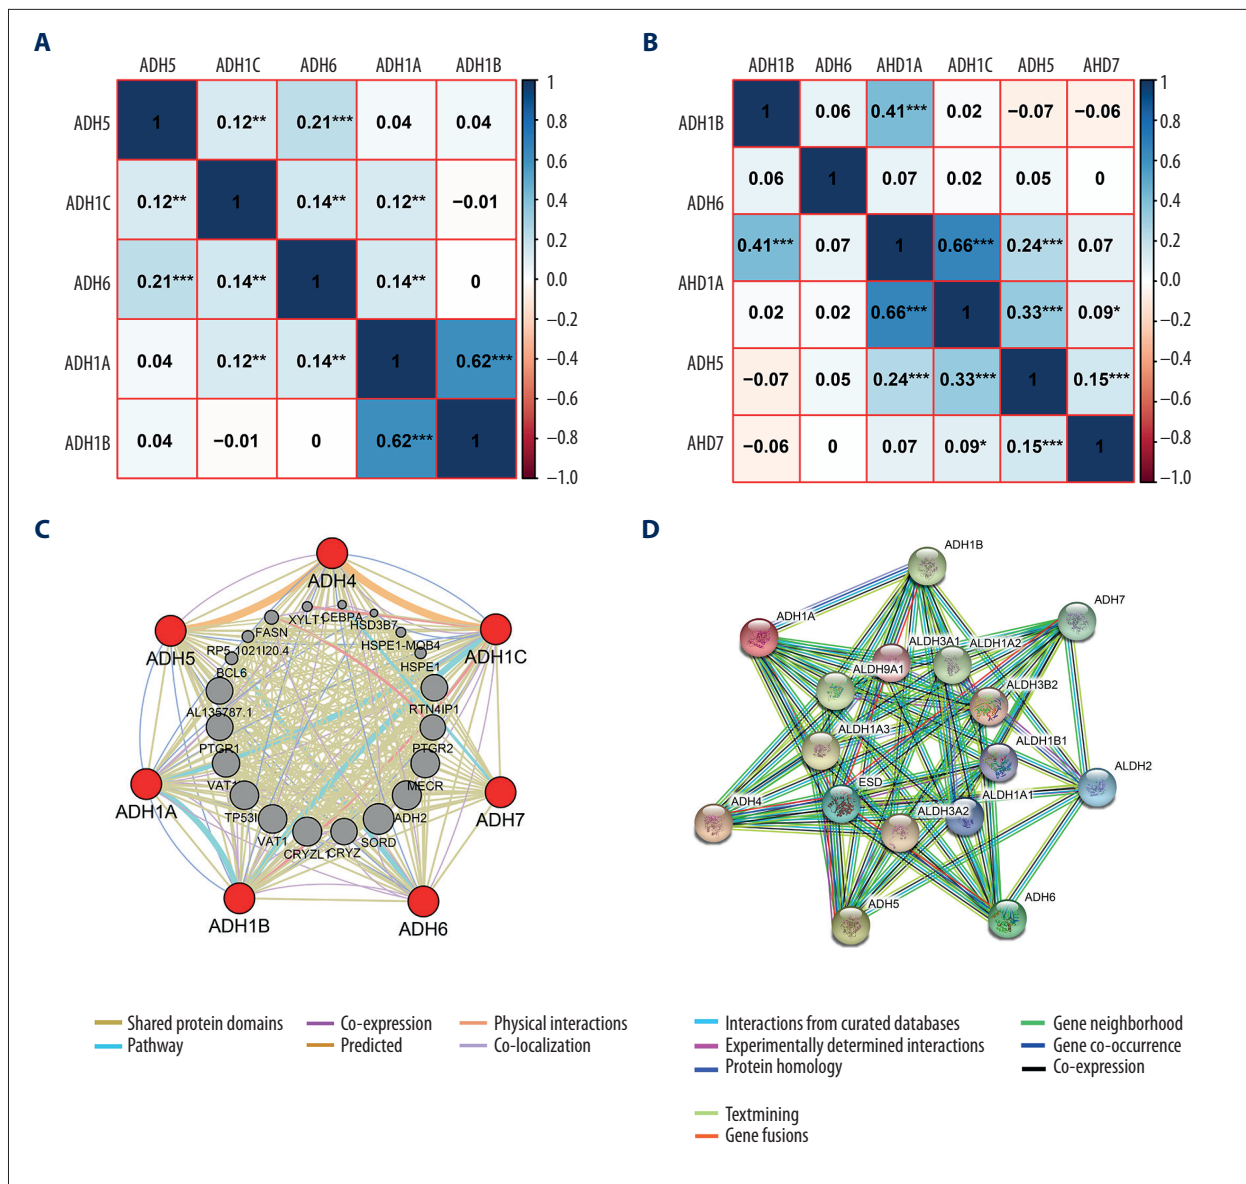 A
ADH5 ADH1C ADH6 ADH1A ADH1B
ADH5 1 0.12** 0.21*** 0.04 0.04
ADH1C 0.12** 1 0.14** 0.12** −0.01
ADH6 0.21*** 0.14** 1 0.14** 0
ADH1A 0.04 0.12** 0.14** 1 0.62***
ADH1B 0.04 −0.01 0 0.62*** 1
1
0.8
0.6
0.4
0.2
0.0
−0.2
−0.4
−0.6
−0.8
−1.0
B
ADH1B ADH6 AHD1A ADH1C ADH5 AHD7
ADH1B 1 0.06 0.41*** 0.02 −0.07 −0.06
ADH6 0.06 1 0.07 0.02 0.05 0
0.41*** 0.07 1 0.66*** 0.24*** 0.07
AHD1A 0.02 0.02 0.66*** 1 0.33*** 0.09*
ADH5 −0.07 0.05 0.24*** 0.33*** 1 0.15***
AHD7 −0.06 0 0.07 0.09* 0.15*** 1
1
0.8
0.6
0.4
0.2
0.0
−0.2
−0.4
−0.6
−0.8
−1.0
C
ADH4
XYLT1
CEBPA
HSD3B7
FASN
HSPE1-MOB4
RP5-1021I20.4
ADH5
ADH1C
BCL6
HSPE1
AL135787.1
RTN4IP1
PTGR1
PTGR2
VAT1
MECR
ADH1A
ADH7
TP53I
ADH2
VAT1
SORD
CRYZL1
CRYZ
ADH1B
ADH6
Shared protein domains
Pathway
Co-expression
Predicted
Physical interactions
Co-localization
D
ADH1B
ADH7
ADH1A
ALDH3A1
ALDH1A2
ALDH9A1
ALDH3B2
ALDH1A3
ALDH1B1
ALDH2
ESD
ALDH1A1
ADH4
ALDH3A2
ADH5
ADH6
Interactions from curated databases
Experimentally determined interactions
Protein homology
Gene neighborhood
Gene co-occurrence
Co-expression
Textmining
Gene fusions